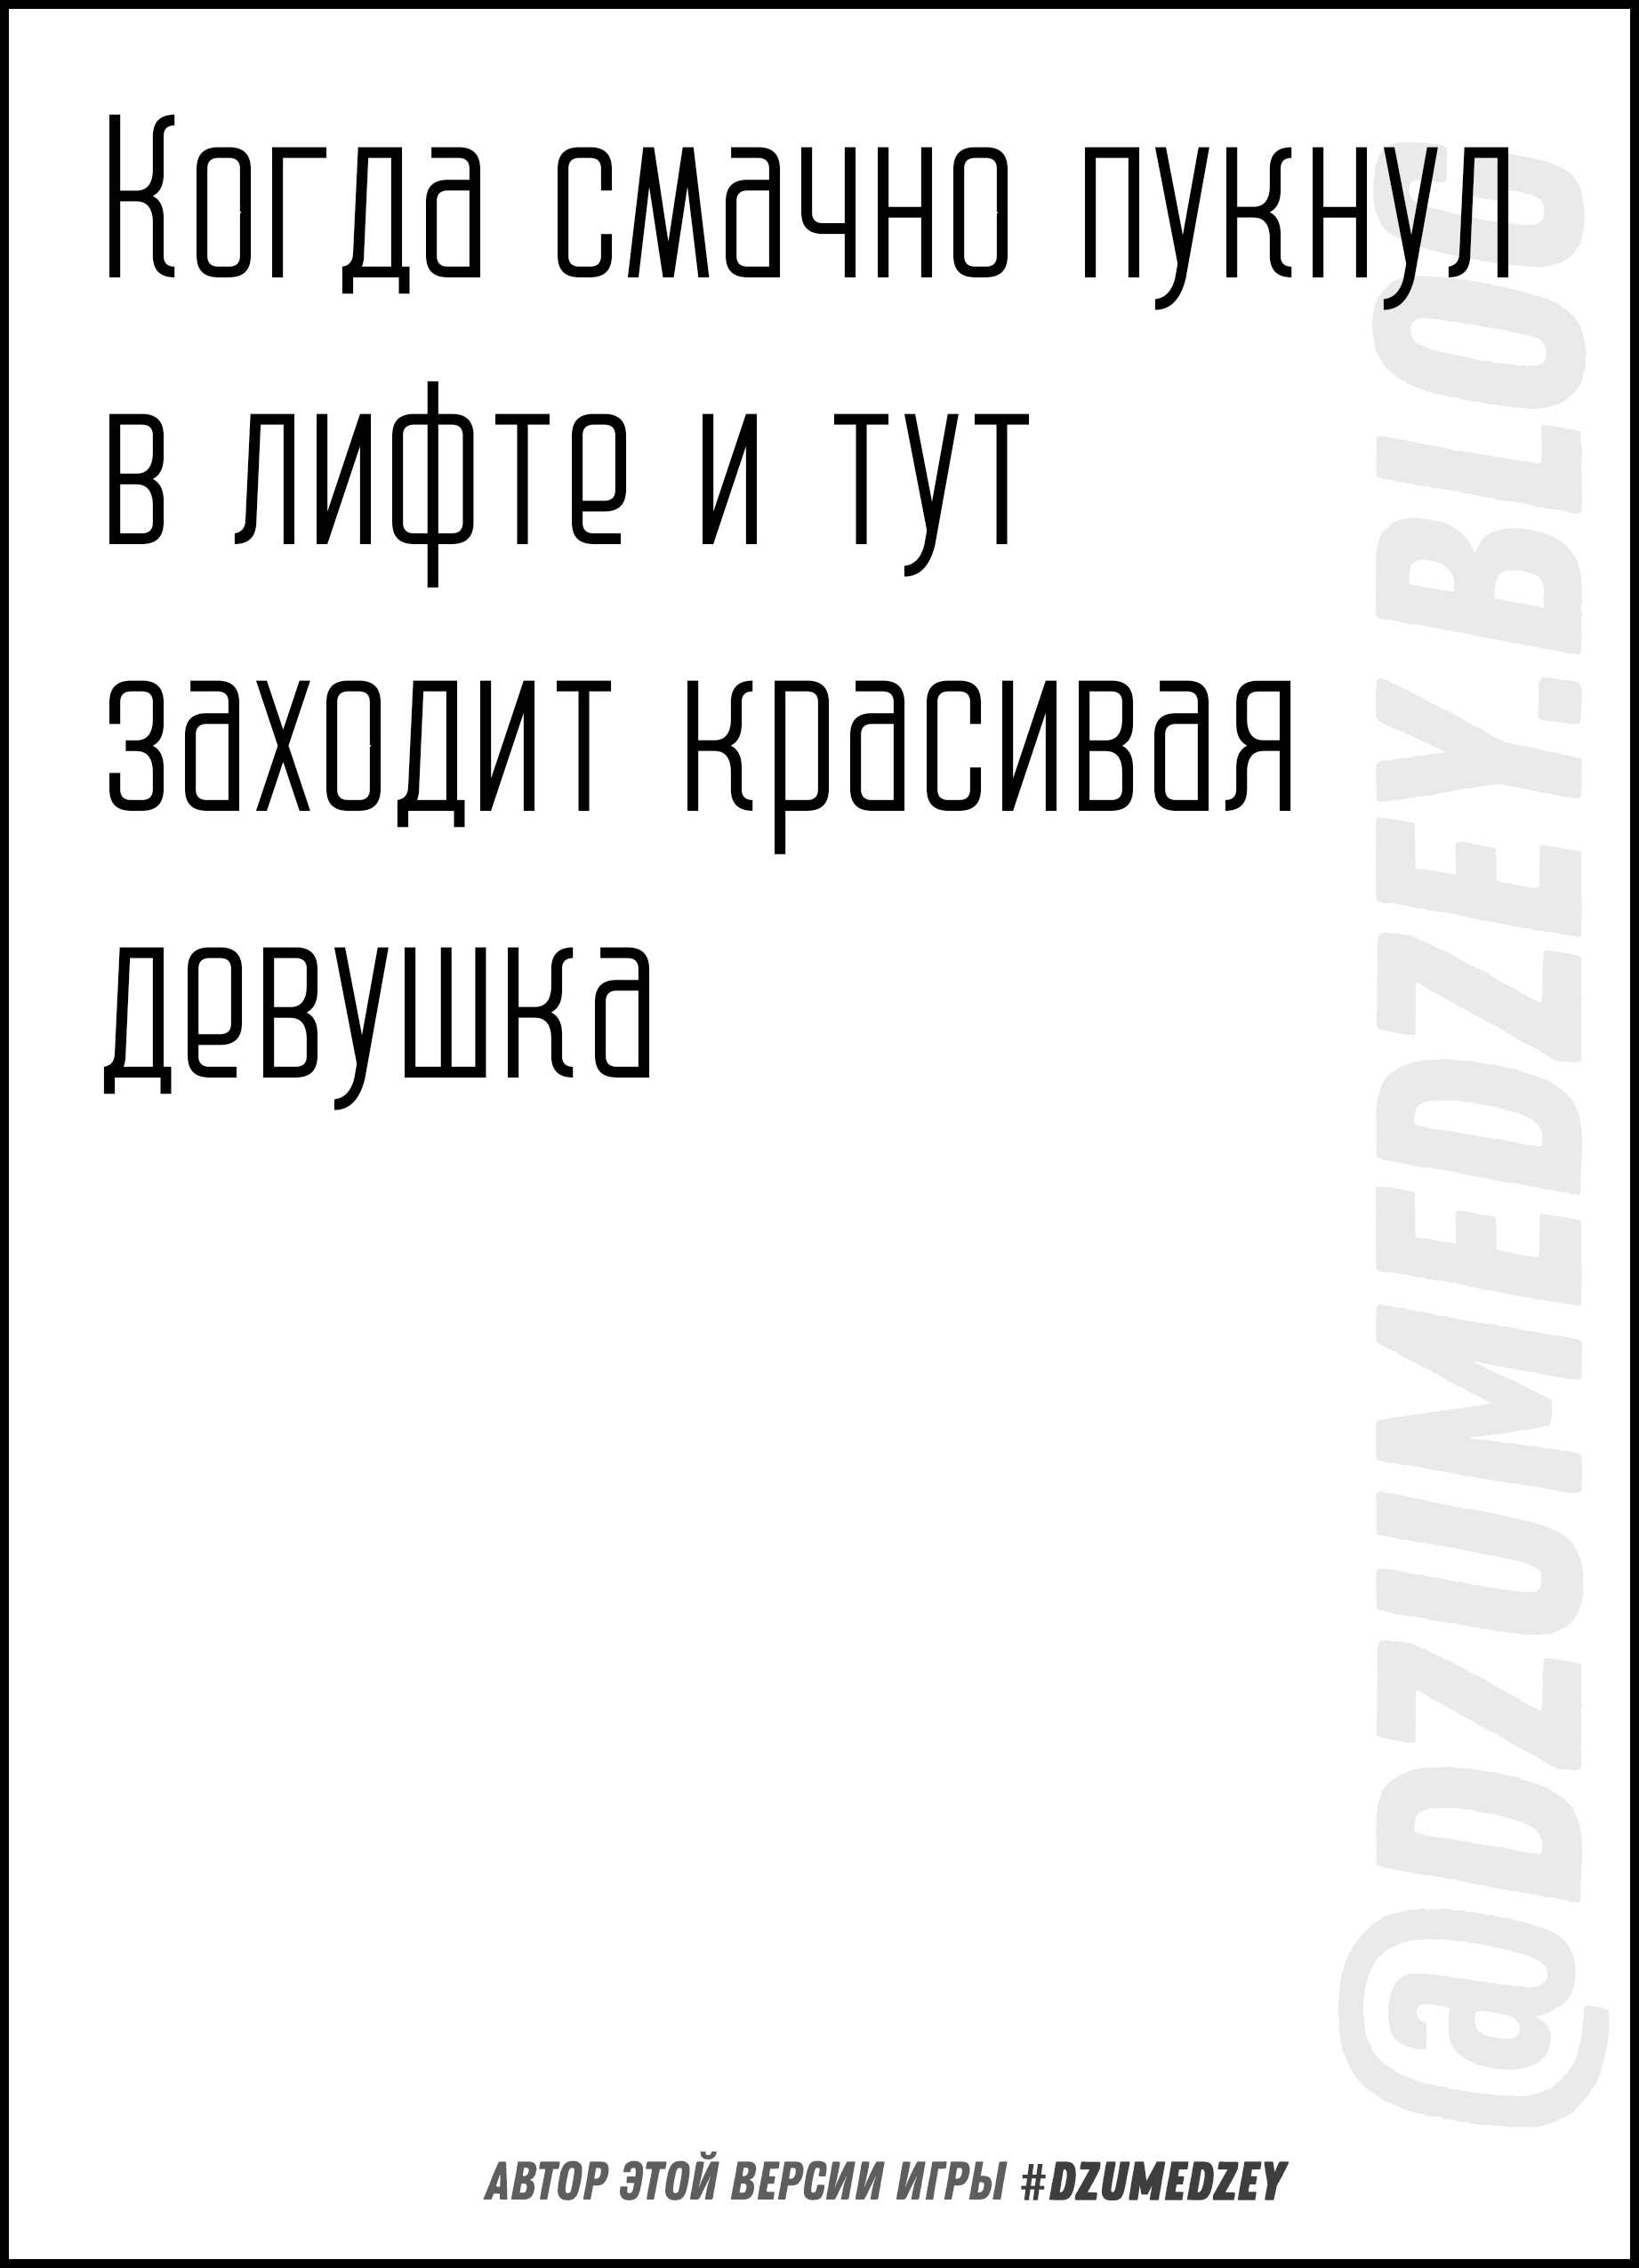 Когда смачно пукнул
в лифте и тут
заходит красивая
девушка
@DZUMEDZEY.BLOG
АВТОР ЭТОЙ ВЕРСИИ ИГРЫ #DZUMEDZEY